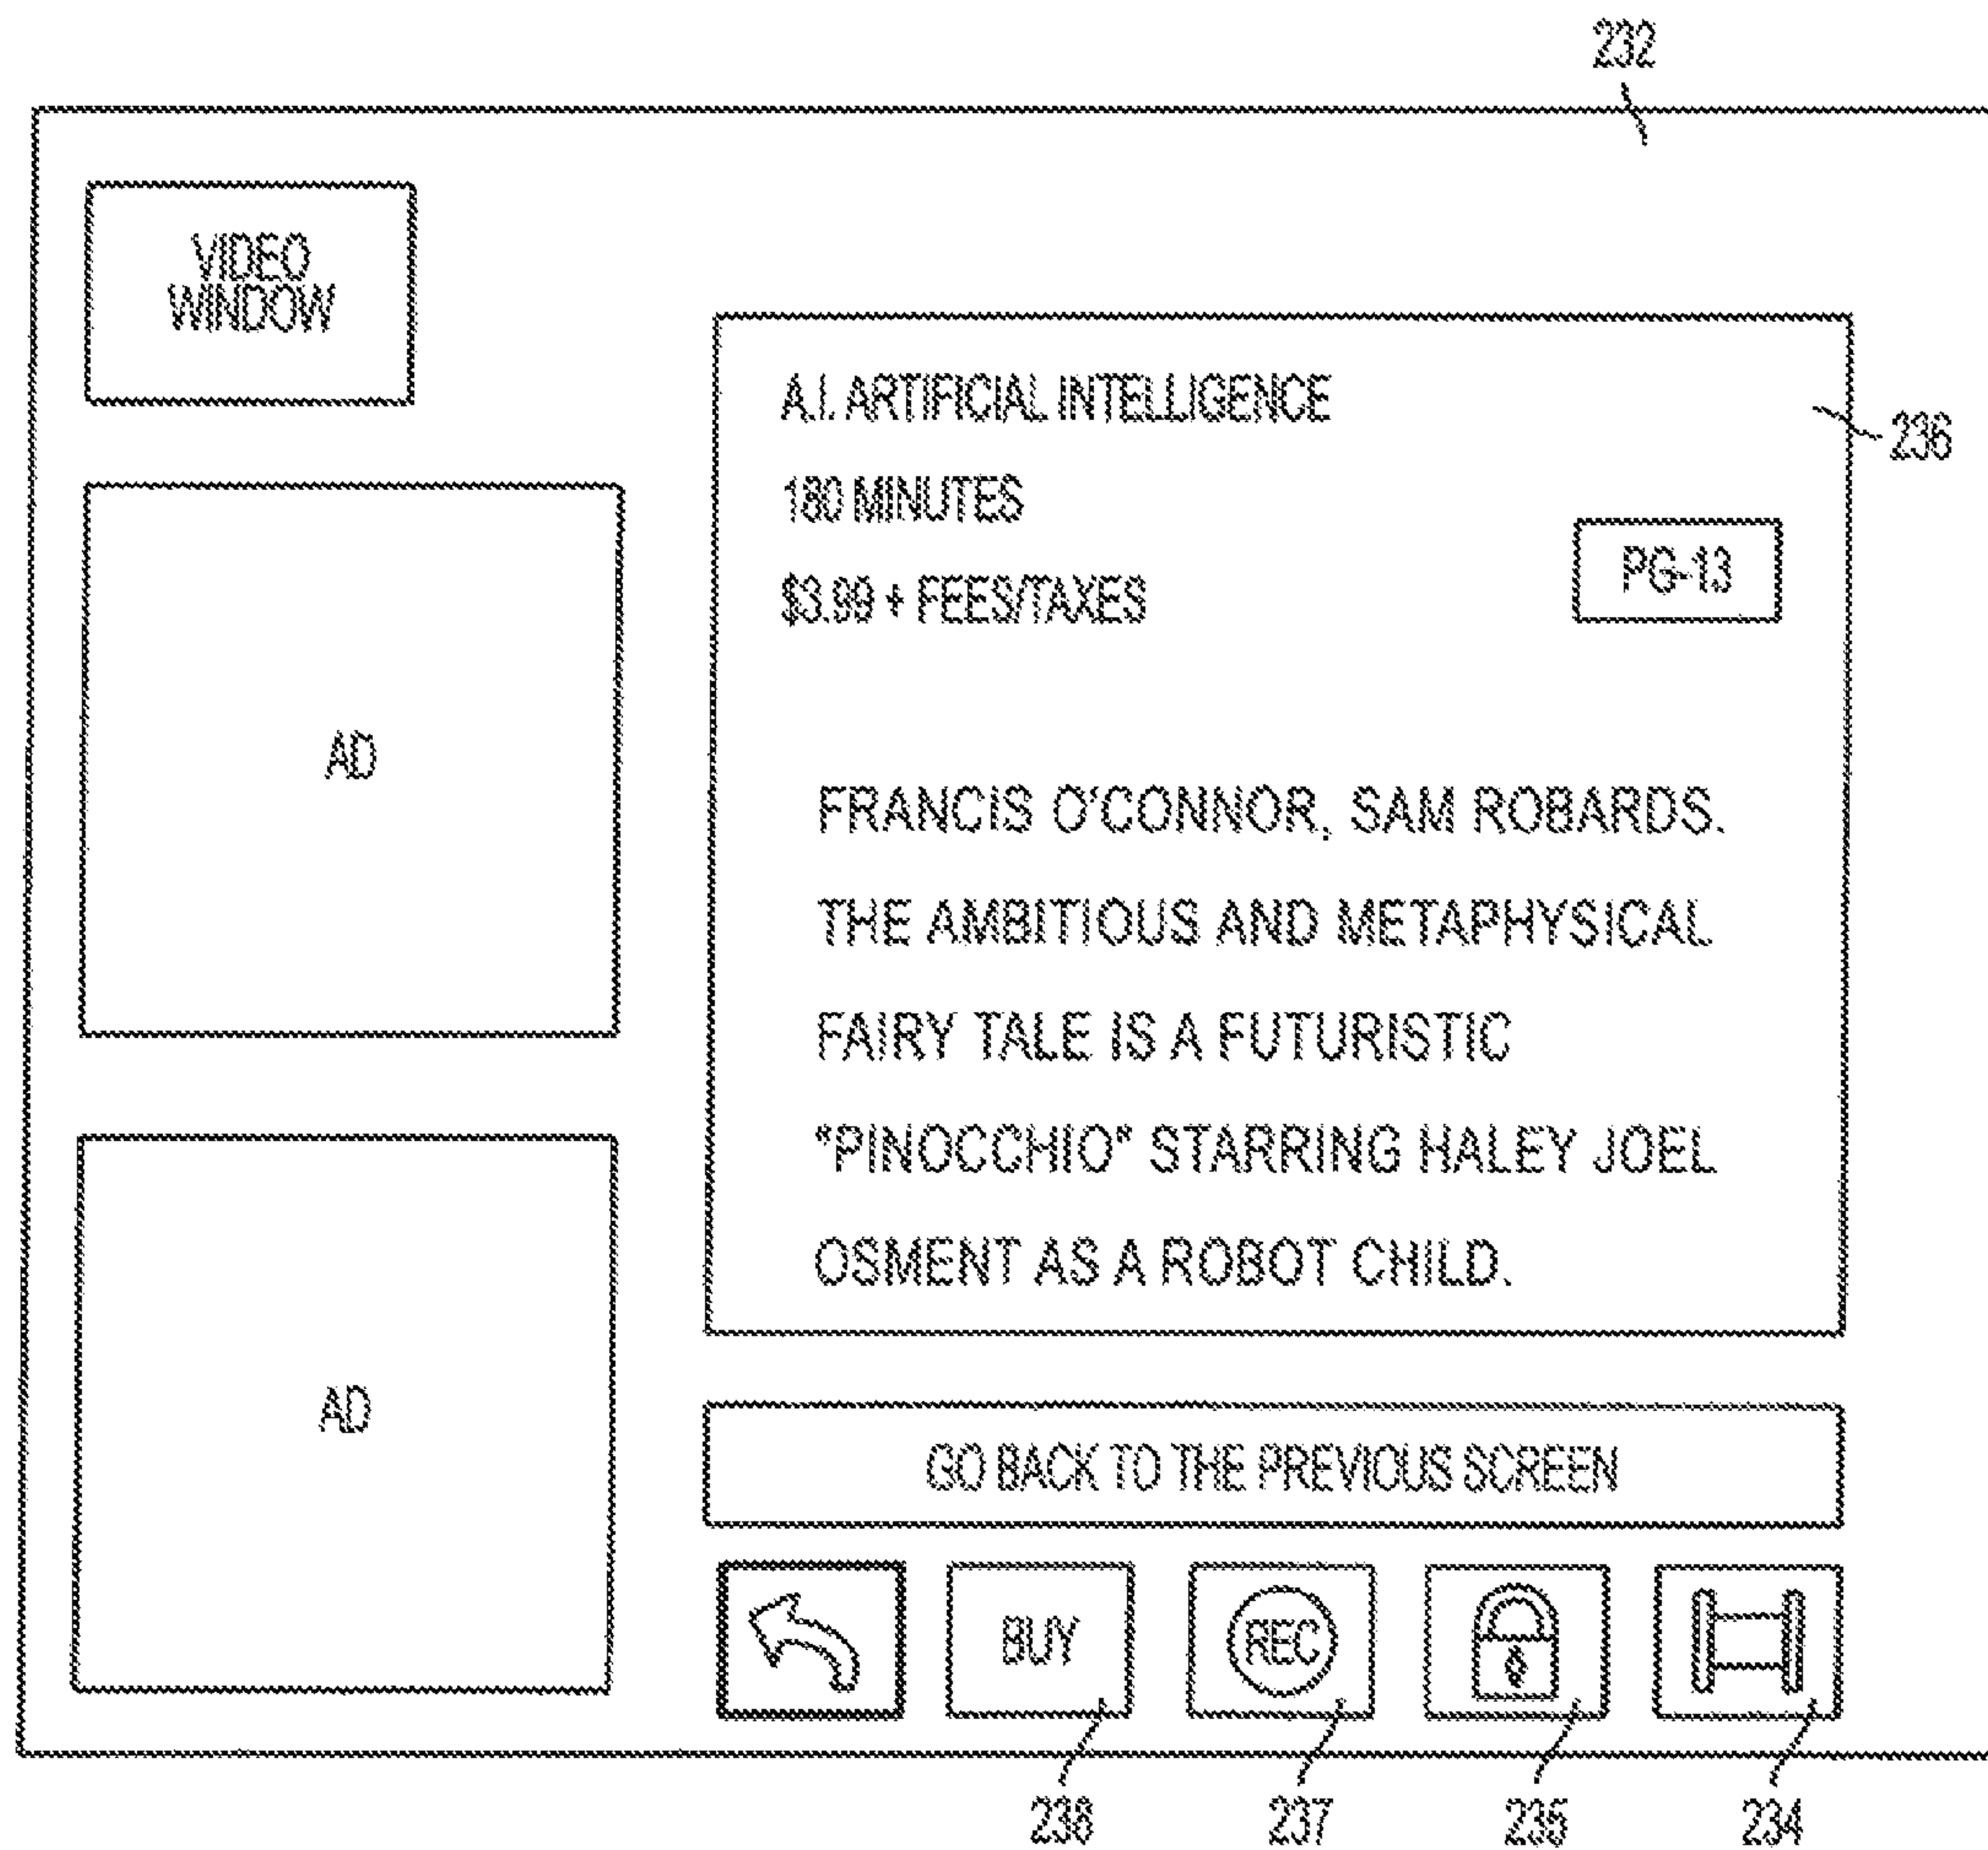 232
VIDEO
WINDOW
A.I. ARTIFICIAL INTELLIGENCE
236
180 MINUTES
PG-13
$3.99 + FEES/TAXES
AD
FRANCIS O'CONNOR, SAM ROBARDS.
THE AMBITIOUS AND METAPHYSICAL
FAIRY TALE IS A FUTURISTIC
"PINOCCHIO" STARRING HALEY JOEL
OSMENT AS A ROBOT CHILD.
AD
GO BACK TO THE PREVIOUS SCREEN
BUY
REC
238
237
235
234